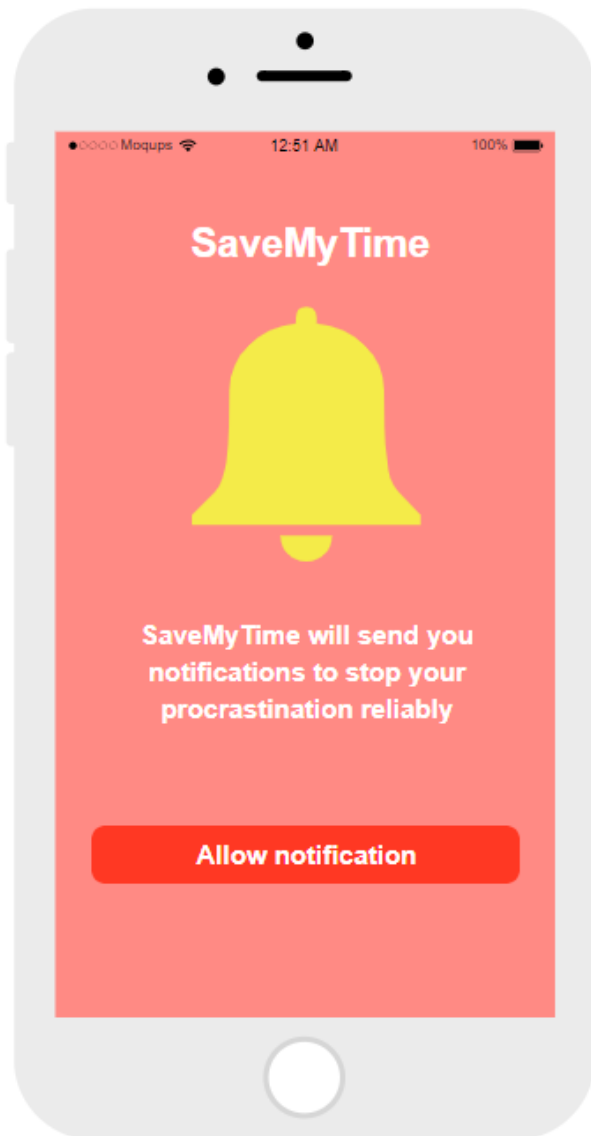 Moqups 12:51 AM 100%
SaveMyTime
SaveMyTime will send you
notifications to stop your
procrastination reliably
Allow notification